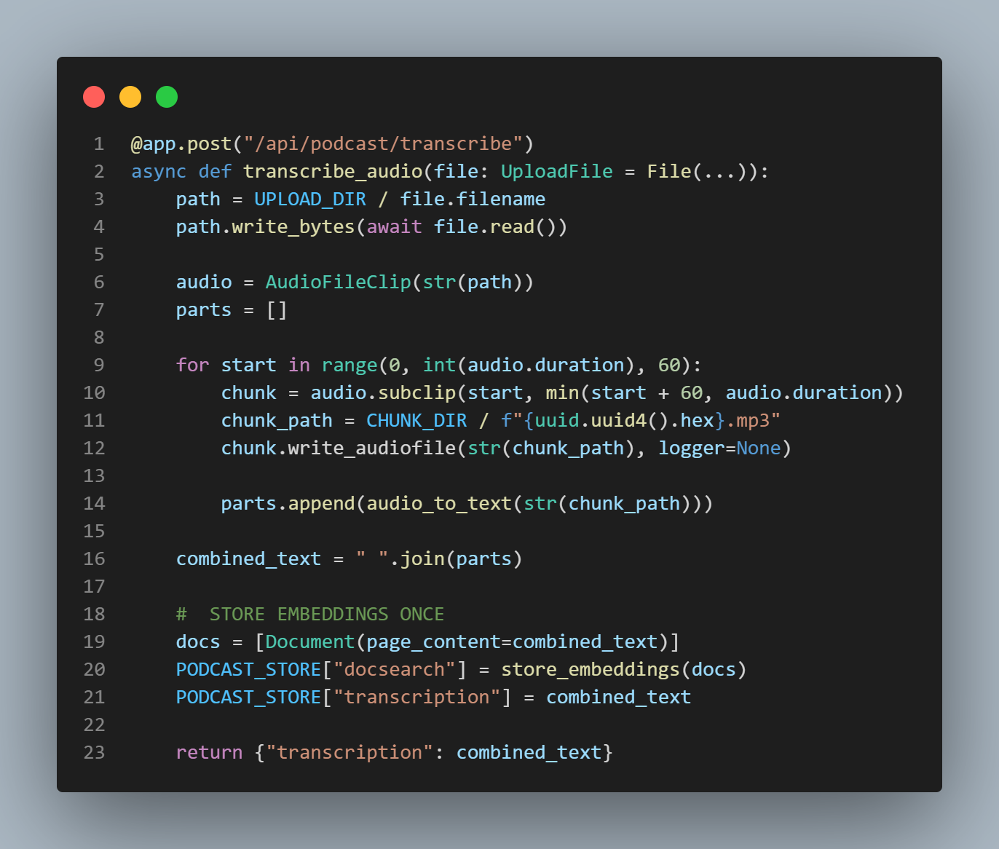 1 @app.post("/api/podcast/transcribe")
2 async def transcribe_audio(file: UploadFile = File(...)):
3     path = UPLOAD_DIR / file.filename
4     path.write_bytes(await file.read())
5
6     audio = AudioFileClip(str(path))
7     parts = []
8
9     for start in range(0, int(audio.duration), 60):
10         chunk = audio.subclip(start, min(start + 60, audio.duration))
11         chunk_path = CHUNK_DIR / f"{uuid.uuid4().hex}.mp3"
12         chunk.write_audiofile(str(chunk_path), logger=None)
13
14         parts.append(audio_to_text(str(chunk_path)))
15
16     combined_text = " ".join(parts)
17
18     #  STORE EMBEDDINGS ONCE
19     docs = [Document(page_content=combined_text)]
20     PODCAST_STORE["docsearch"] = store_embeddings(docs)
21     PODCAST_STORE["transcription"] = combined_text
22
23     return {"transcription": combined_text}